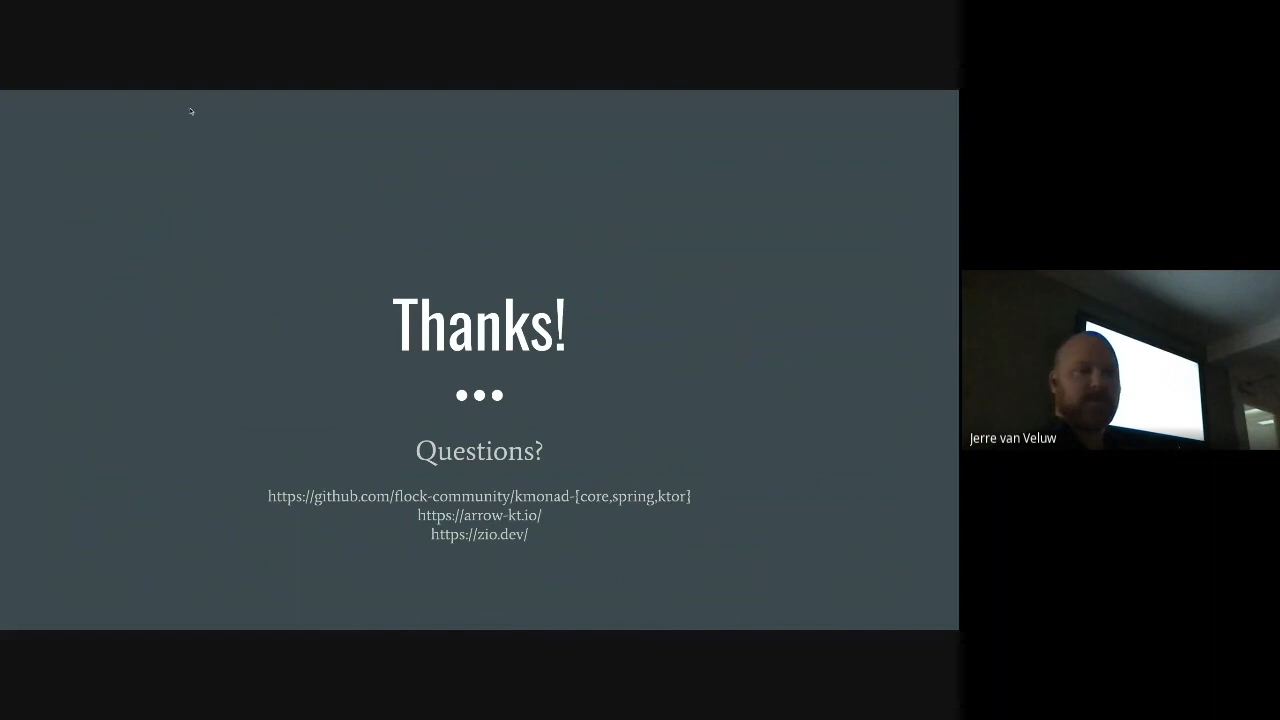 Thanks!
Questions?
https://github.com/flock-community/kmonad-[core,spring,ktor]
https://arrow-kt.io/
https://zio.dev/
Jerre van Veluw